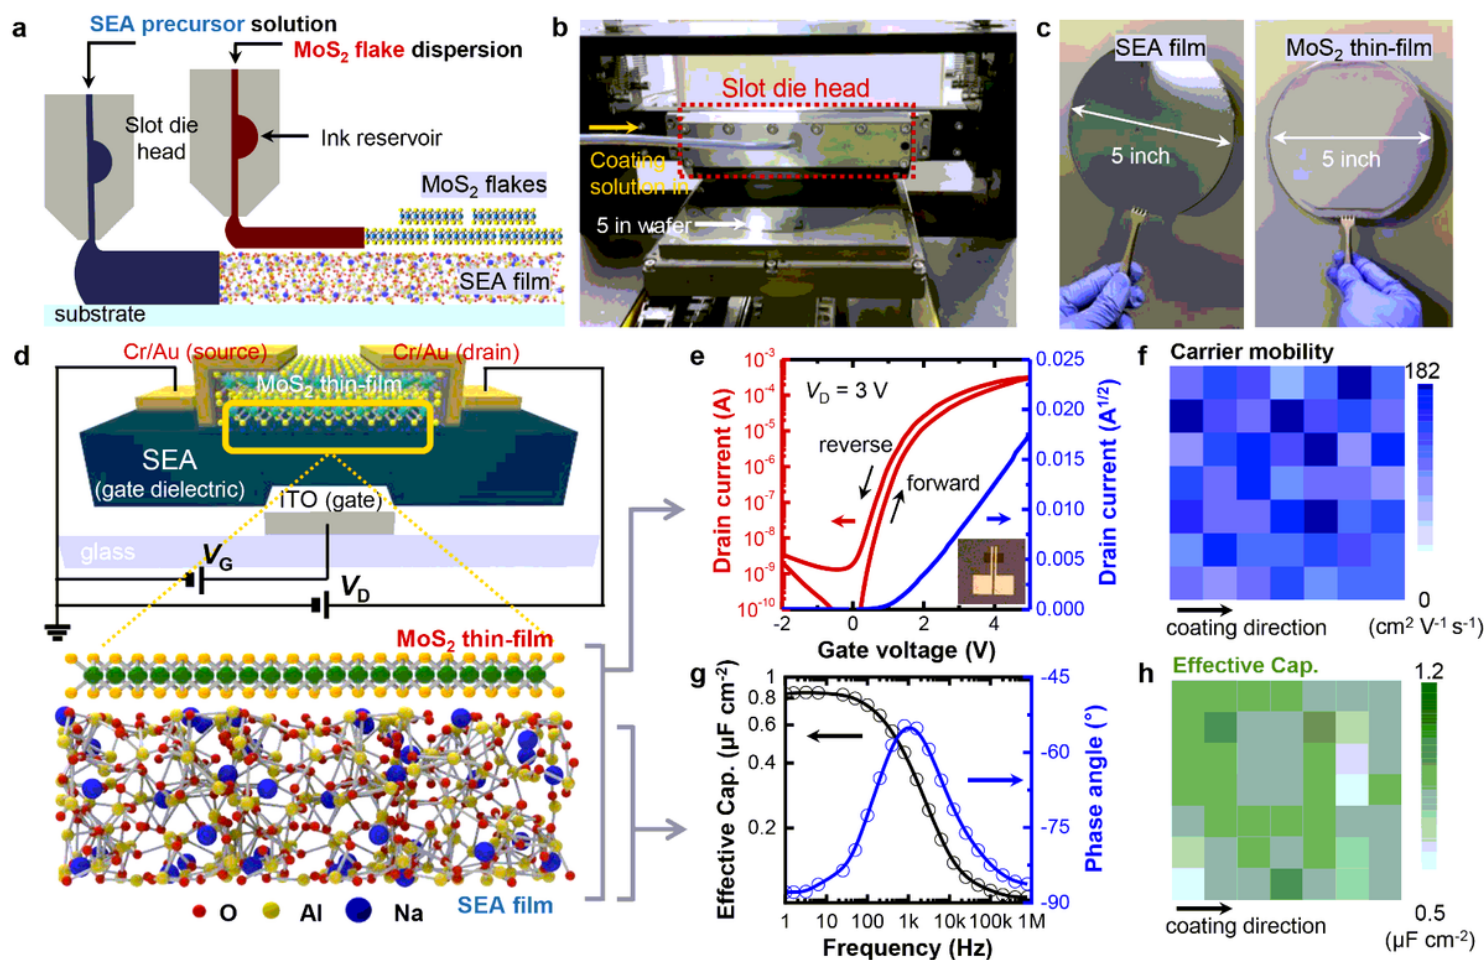 a
SEA precursor solution
MoS₂ flake dispersion
Slot die
head
Ink reservoir
MoS₂ flakes
SEA film
substrate
b
Slot die head
Coating
solution in
5 in wafer
c
SEA film
5 inch
MoS₂ thin-film
5 inch
d
Cr/Au (source)
Cr/Au (drain)
MoS₂ thin-film
SEA
(gate dielectric)
iTO (gate)
glass
V_G
V_D
MoS₂ thin-film
O
Al
Na
SEA film
e
Drain current (A)
10⁻³
10⁻⁴
10⁻⁵
10⁻⁶
10⁻⁷
10⁻⁸
10⁻⁹
10⁻¹⁰
V_D = 3 V
reverse
forward
0.025
0.020
0.015
0.010
0.005
0.000
Drain current (A¹ᐟ²)
-2 0 2 4
Gate voltage (V)
f
Carrier mobility
182
0
(cm² V⁻¹ s⁻¹)
coating direction
g
Effective Cap. (µF cm⁻²)
1
0.8
0.6
0.4
0.2
-45
-60
-75
-90
Phase angle (°)
1 10 100 1k 10k 100k 1M
Frequency (Hz)
h
Effective Cap.
1.2
0.5
(µF cm⁻²)
coating direction